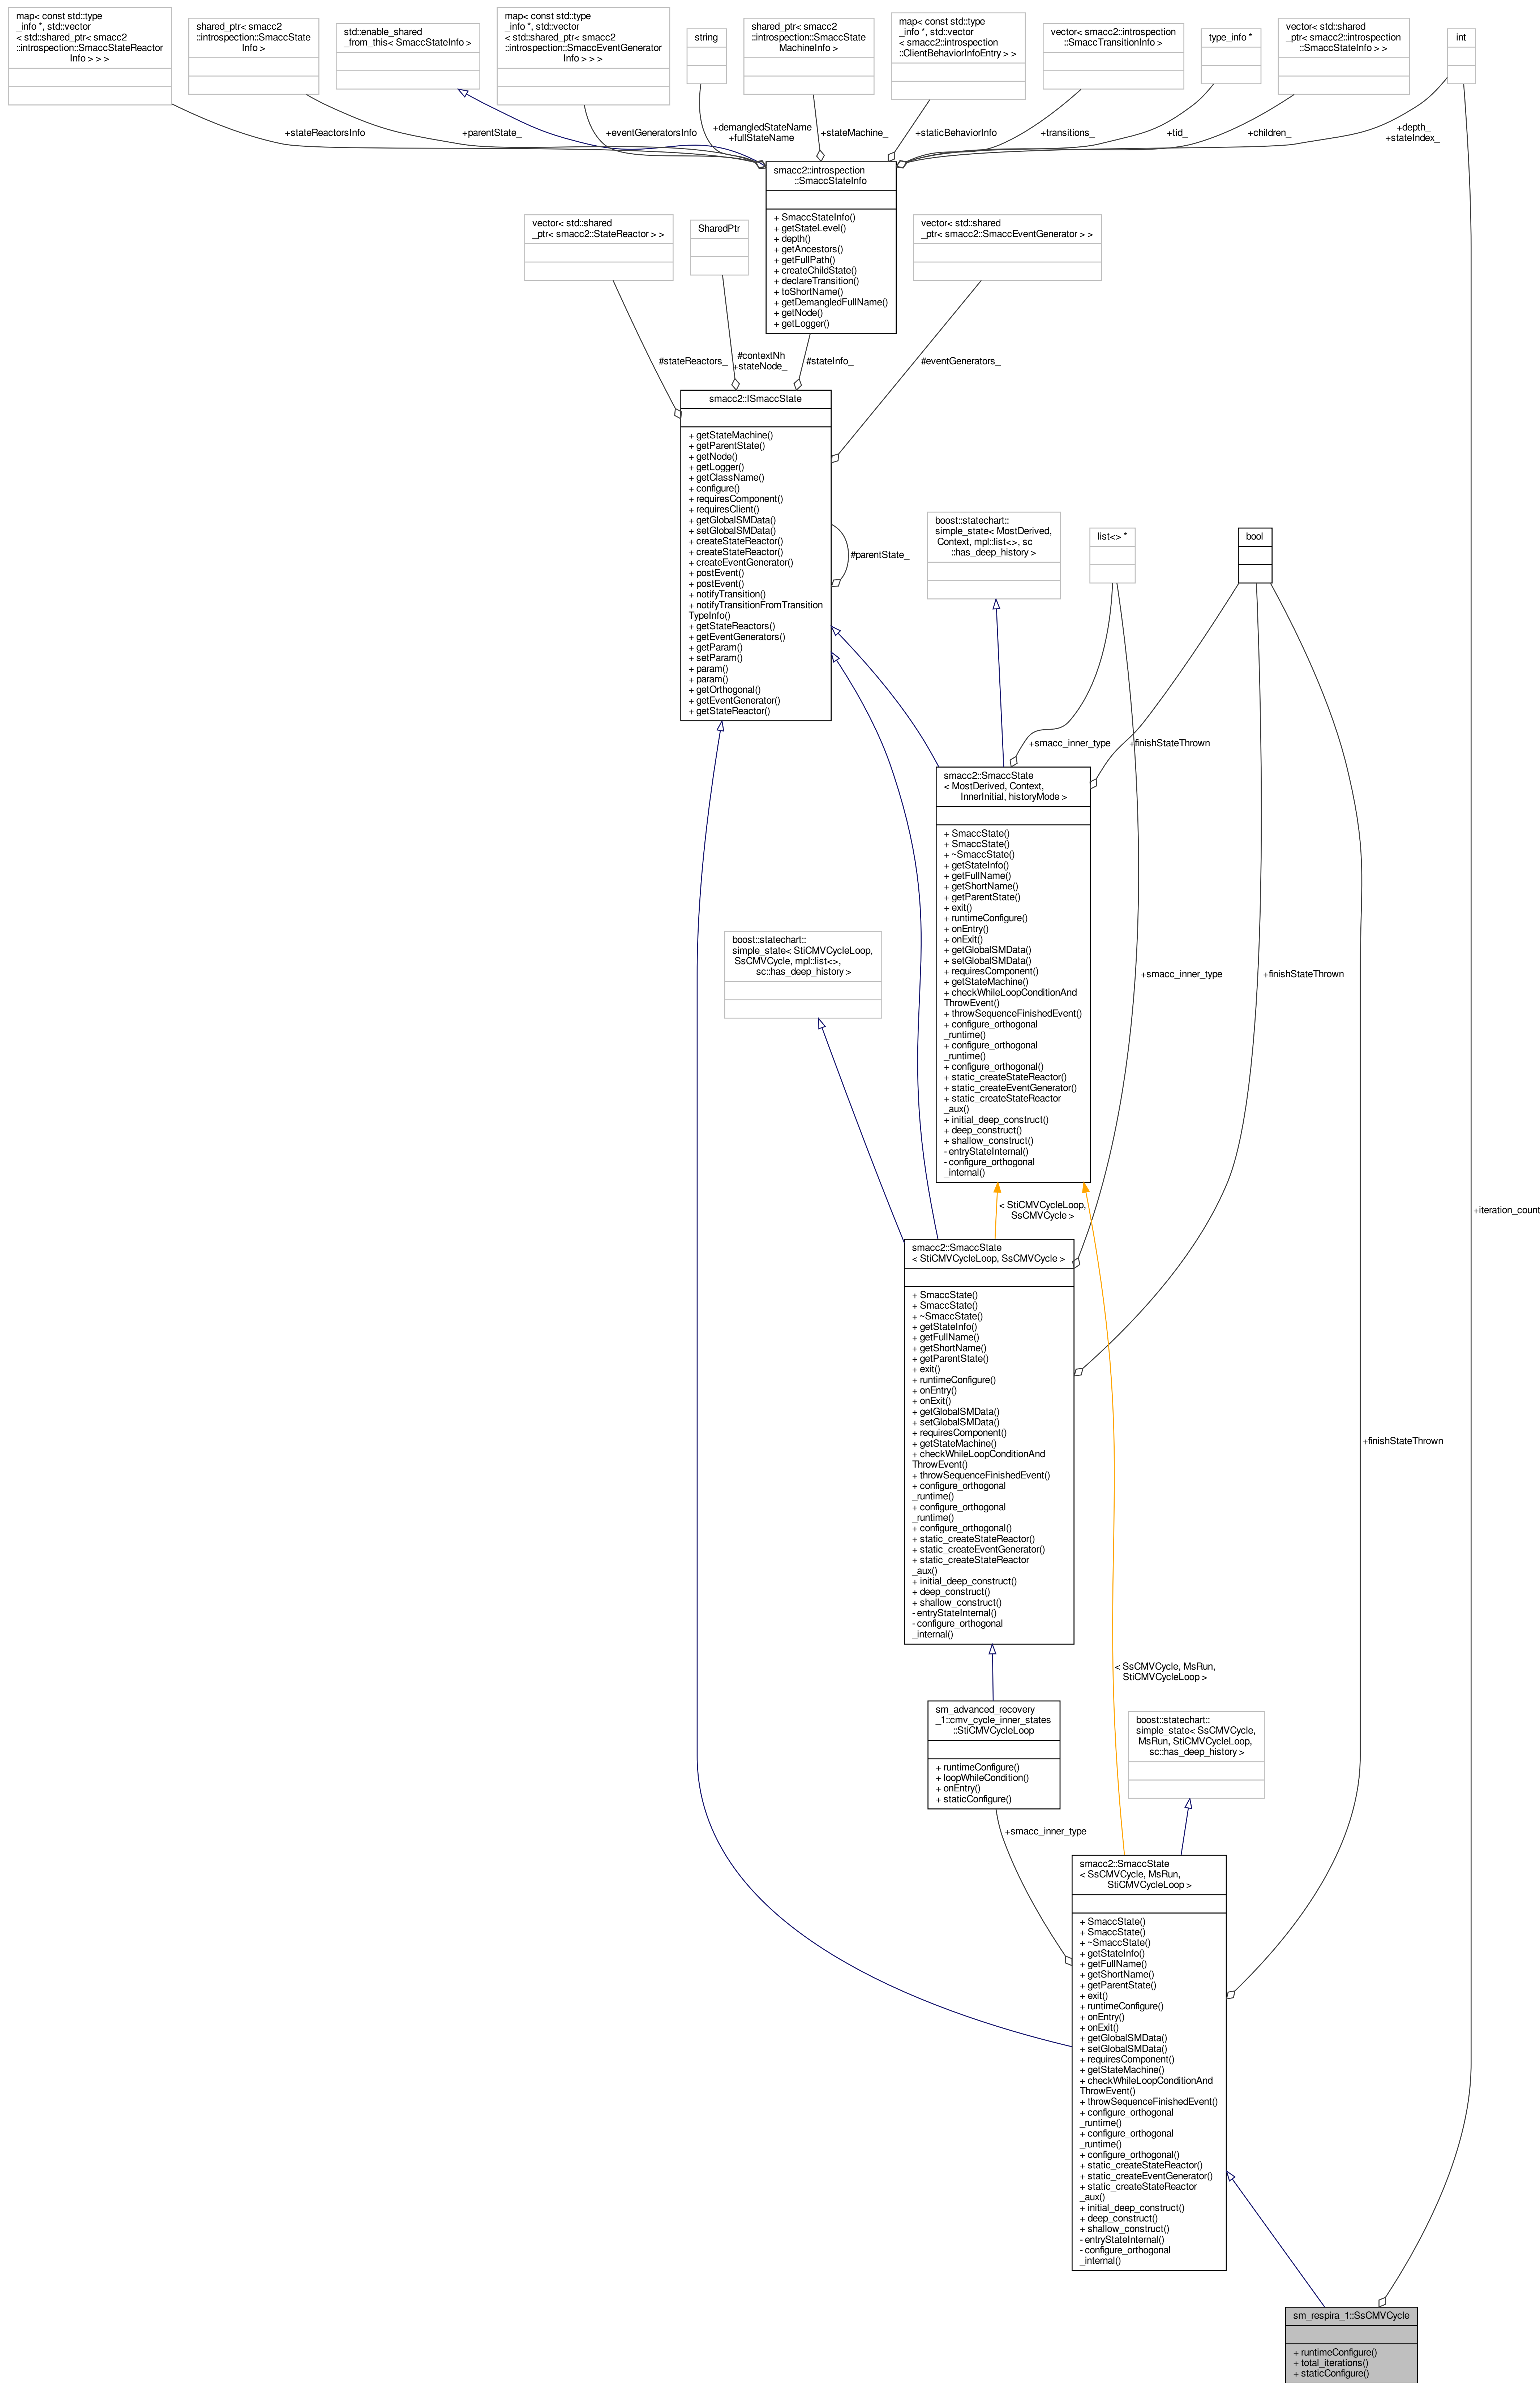 map< const std::type
_info *, std::vector
< std::shared_ptr< smacc2
::introspection::SmaccStateReactor
Info > > >
shared_ptr< smacc2
::introspection::SmaccState
Info >
std::enable_shared
_from_this< SmaccStateInfo >
map< const std::type
_info *, std::vector
< std::shared_ptr< smacc2
::introspection::SmaccEventGenerator
Info > > >
string
shared_ptr< smacc2
::introspection::SmaccState
MachineInfo >
map< const std::type
_info *, std::vector
< smacc2::introspection
::ClientBehaviorInfoEntry > >
vector< smacc2::introspection
::SmaccTransitionInfo >
type_info *
vector< std::shared
_ptr< smacc2::introspection
::SmaccStateInfo > >
int
+stateReactorsInfo
+parentState_
+eventGeneratorsInfo
+demangledStateName
+fullStateName
+stateMachine_
+staticBehaviorInfo
+transitions_
+tid_
+children_
+depth_
+stateIndex_
smacc2::introspection
::SmaccStateInfo
+ SmaccStateInfo()
+ getStateLevel()
+ depth()
+ getAncestors()
+ getFullPath()
+ createChildState()
+ declareTransition()
+ toShortName()
+ getDemangledFullName()
+ getNode()
+ getLogger()
vector< std::shared
_ptr< smacc2::StateReactor > >
SharedPtr
vector< std::shared
_ptr< smacc2::SmaccEventGenerator > >
#stateReactors_
#contextNh
+stateNode_
#stateInfo_
#eventGenerators_
smacc2::ISmaccState
+ getStateMachine()
+ getParentState()
+ getNode()
+ getLogger()
+ getClassName()
+ configure()
+ requiresComponent()
+ requiresClient()
+ getGlobalSMData()
+ setGlobalSMData()
+ createStateReactor()
+ createStateReactor()
+ createEventGenerator()
+ postEvent()
+ postEvent()
+ notifyTransition()
+ notifyTransitionFromTransition
TypeInfo()
+ getStateReactors()
+ getEventGenerators()
+ getParam()
+ setParam()
+ param()
+ param()
+ getOrthogonal()
+ getEventGenerator()
+ getStateReactor()
#parentState_
boost::statechart::
simple_state< MostDerived,
Context, mpl::list<>, sc
::has_deep_history >
list<> *
bool
+smacc_inner_type
+finishStateThrown
smacc2::SmaccState
< MostDerived, Context,
InnerInitial, historyMode >
+ SmaccState()
+ SmaccState()
+ ~SmaccState()
+ getStateInfo()
+ getFullName()
+ getShortName()
+ getParentState()
+ exit()
+ runtimeConfigure()
+ onEntry()
+ onExit()
+ getGlobalSMData()
+ setGlobalSMData()
+ requiresComponent()
+ getStateMachine()
+ checkWhileLoopConditionAnd
ThrowEvent()
+ throwSequenceFinishedEvent()
+ configure_orthogonal
_runtime()
+ configure_orthogonal
_runtime()
+ configure_orthogonal()
+ static_createStateReactor()
+ static_createEventGenerator()
+ static_createStateReactor
_aux()
+ initial_deep_construct()
+ deep_construct()
+ shallow_construct()
- entryStateInternal()
- configure_orthogonal
_internal()
boost::statechart::
simple_state< StiCMVCycleLoop,
SsCMVCycle, mpl::list<>,
sc::has_deep_history >
+smacc_inner_type
+finishStateThrown
< StiCMVCycleLoop,
SsCMVCycle >
+iteration_count
smacc2::SmaccState
< StiCMVCycleLoop, SsCMVCycle >
+ SmaccState()
+ SmaccState()
+ ~SmaccState()
+ getStateInfo()
+ getFullName()
+ getShortName()
+ getParentState()
+ exit()
+ runtimeConfigure()
+ onEntry()
+ onExit()
+ getGlobalSMData()
+ setGlobalSMData()
+ requiresComponent()
+ getStateMachine()
+ checkWhileLoopConditionAnd
ThrowEvent()
+ throwSequenceFinishedEvent()
+ configure_orthogonal
_runtime()
+ configure_orthogonal
_runtime()
+ configure_orthogonal()
+ static_createStateReactor()
+ static_createEventGenerator()
+ static_createStateReactor
_aux()
+ initial_deep_construct()
+ deep_construct()
+ shallow_construct()
- entryStateInternal()
- configure_orthogonal
_internal()
+finishStateThrown
< SsCMVCycle, MsRun,
StiCMVCycleLoop >
sm_advanced_recovery
_1::cmv_cycle_inner_states
::StiCMVCycleLoop
+ runtimeConfigure()
+ loopWhileCondition()
+ onEntry()
+ staticConfigure()
boost::statechart::
simple_state< SsCMVCycle,
MsRun, StiCMVCycleLoop,
sc::has_deep_history >
+smacc_inner_type
smacc2::SmaccState
< SsCMVCycle, MsRun,
StiCMVCycleLoop >
+ SmaccState()
+ SmaccState()
+ ~SmaccState()
+ getStateInfo()
+ getFullName()
+ getShortName()
+ getParentState()
+ exit()
+ runtimeConfigure()
+ onEntry()
+ onExit()
+ getGlobalSMData()
+ setGlobalSMData()
+ requiresComponent()
+ getStateMachine()
+ checkWhileLoopConditionAnd
ThrowEvent()
+ throwSequenceFinishedEvent()
+ configure_orthogonal
_runtime()
+ configure_orthogonal
_runtime()
+ configure_orthogonal()
+ static_createStateReactor()
+ static_createEventGenerator()
+ static_createStateReactor
_aux()
+ initial_deep_construct()
+ deep_construct()
+ shallow_construct()
- entryStateInternal()
- configure_orthogonal
_internal()
sm_respira_1::SsCMVCycle
+ runtimeConfigure()
+ total_iterations()
+ staticConfigure()